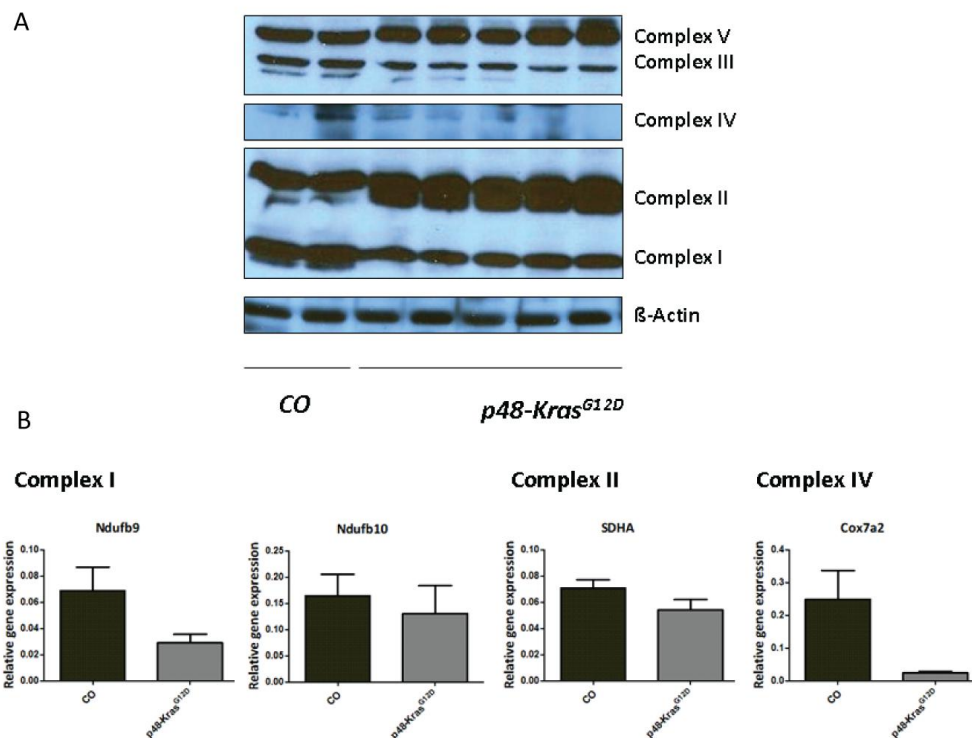 A
Complex V
Complex III
Complex IV
Complex II
Complex I
ß-Actin
CO p48-Kras^G12D
B
Complex I Complex II Complex IV
Ndufb9
Relative gene expression
0.10
0.08
0.06
0.04
0.02
0.00
CO
p48-Kras^G12D
Ndufb10
Relative gene expression
0.25
0.20
0.15
0.10
0.05
0.00
CO
p48-Kras^G12D
SDHA
Relative gene expression
0.10
0.08
0.06
0.04
0.02
0.00
CO
p48-Kras^G12D
Cox7a2
Relative gene expression
0.4
0.3
0.2
0.1
0.0
CO
p48-Kras^G12D